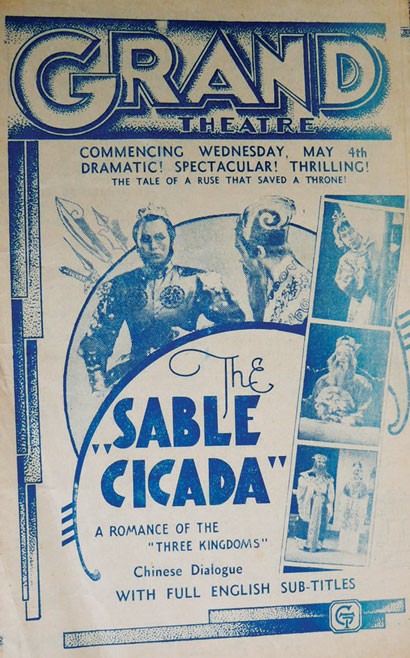 GRAND
THEATRE
COMMENCING WEDNESDAY, MAY 4th
DRAMATIC! SPECTACULAR! THRILLING!
THE TALE OF A RUSE THAT SAVED A THRONE!
The
„SABLE
CICADA"
A ROMANCE OF THE
"THREE KINGDOMS"
Chinese Dialogue
WITH FULL ENGLISH SUB-TITLES